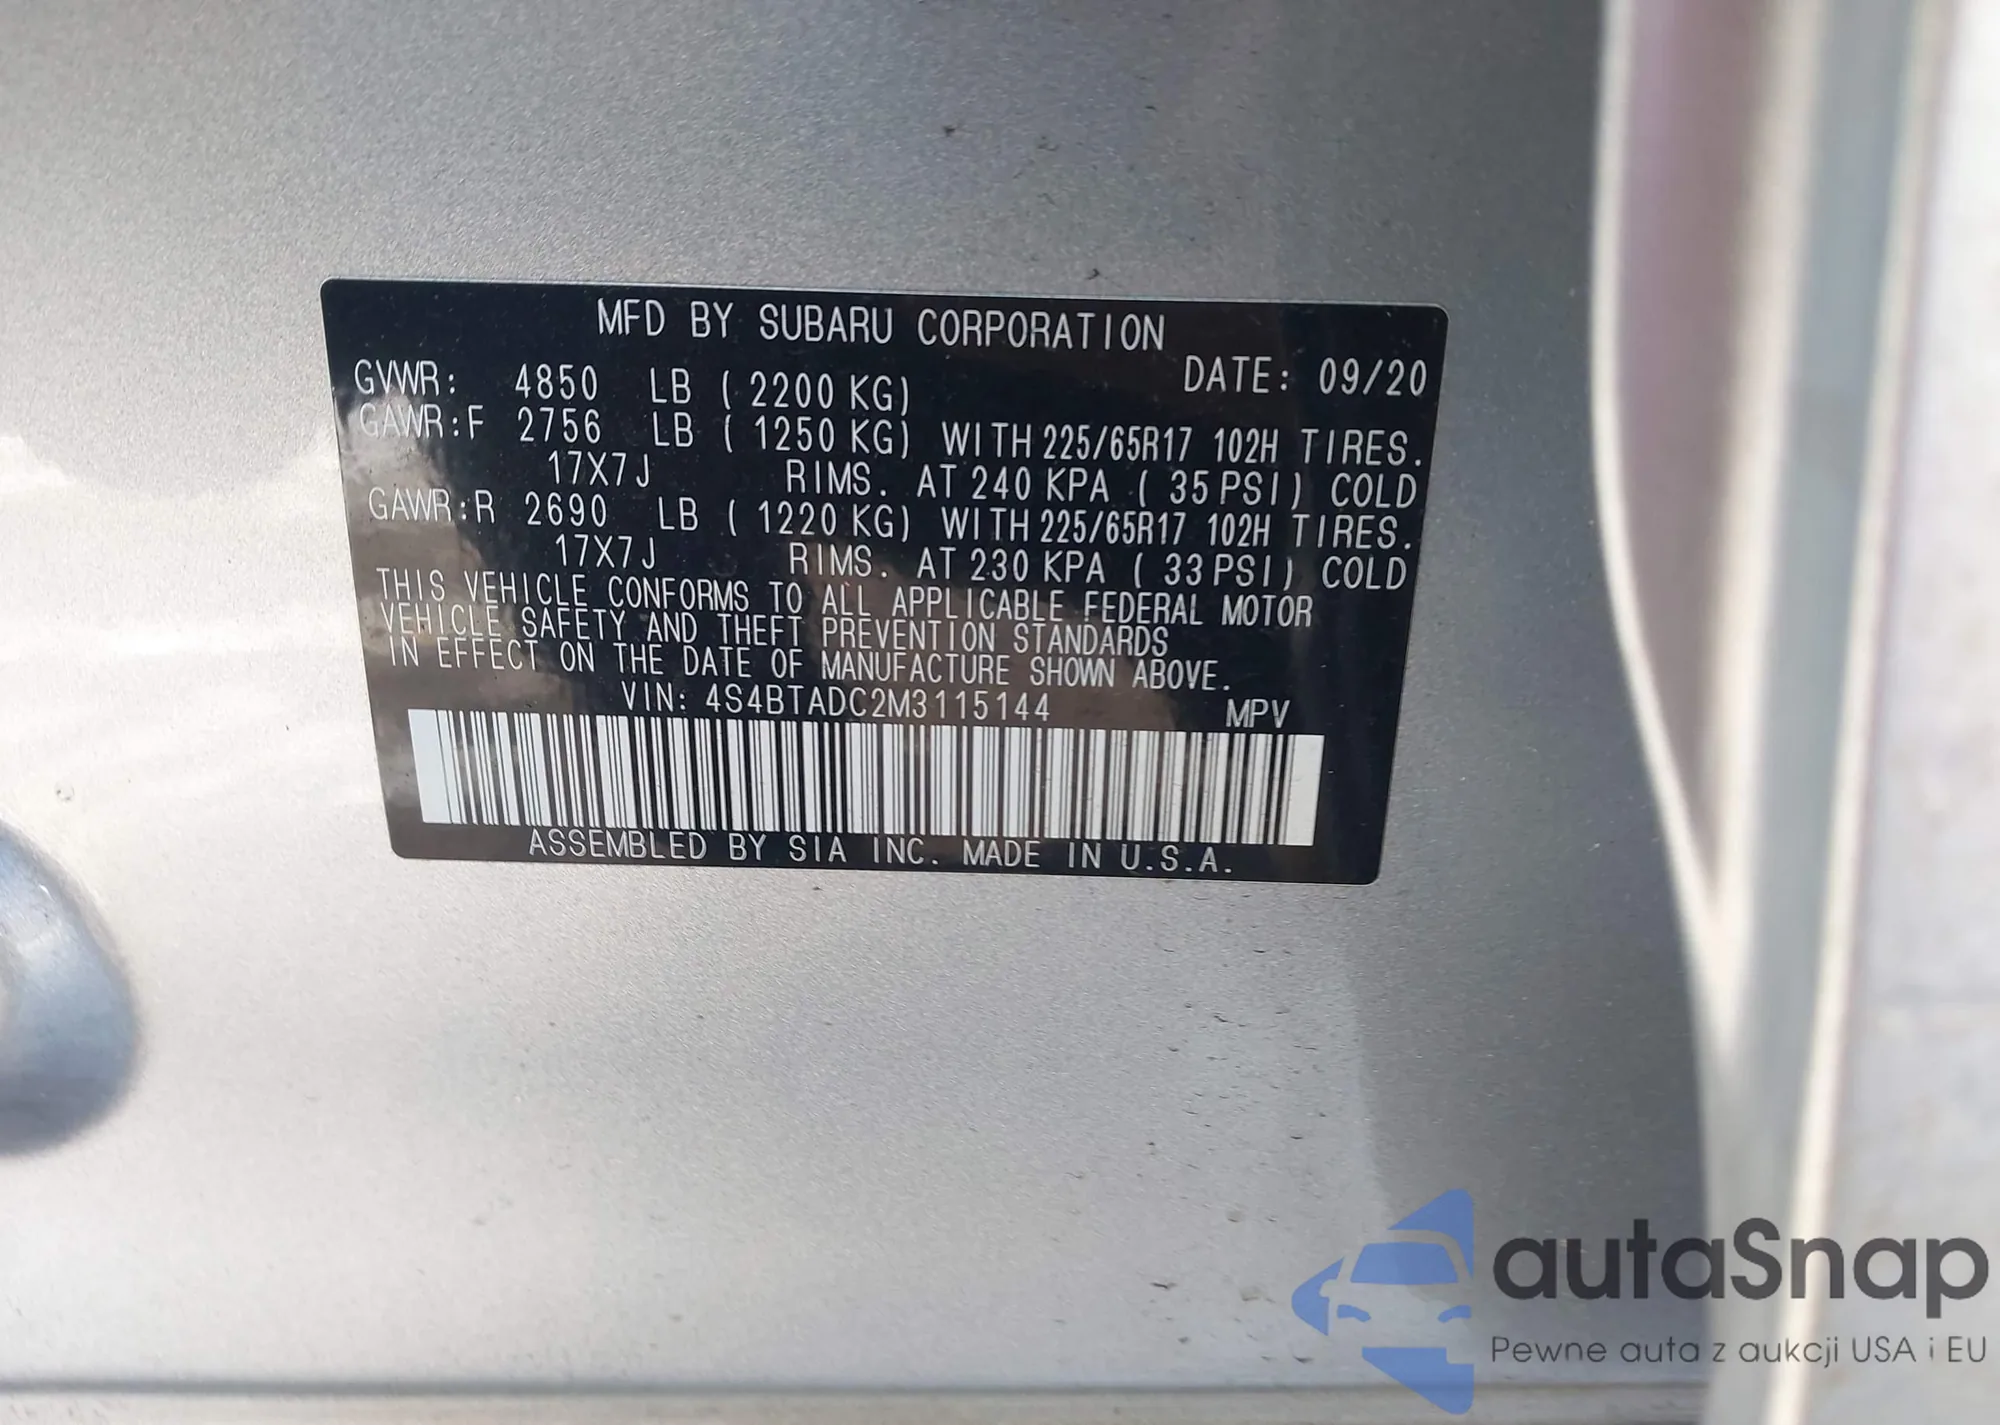 MFD BY SUBARU CORPORATION
GVWR: 4850 LB (2200 KG) DATE: 09/20
GAWR:F 2756 LB (1250 KG) WITH 225/65R17 102H TIRES.
17X7J RIMS. AT 240 KPA (35PSI) COLD
GAWR:R 2690 LB (1220 KG) WITH 225/65R17 102H TIRES.
17X7J RIMS. AT 230 KPA (33PSI) COLD
THIS VEHICLE CONFORMS TO ALL APPLICABLE FEDERAL MOTOR
VEHICLE SAFETY AND THEFT PREVENTION STANDARDS
IN EFFECT ON THE DATE OF MANUFACTURE SHOWN ABOVE.
VIN: 4S4BTADC2M3115144 MPV
ASSEMBLED BY SIA INC. MADE IN U.S.A.
autaSnap
Pewne auta z aukcji USA i EU